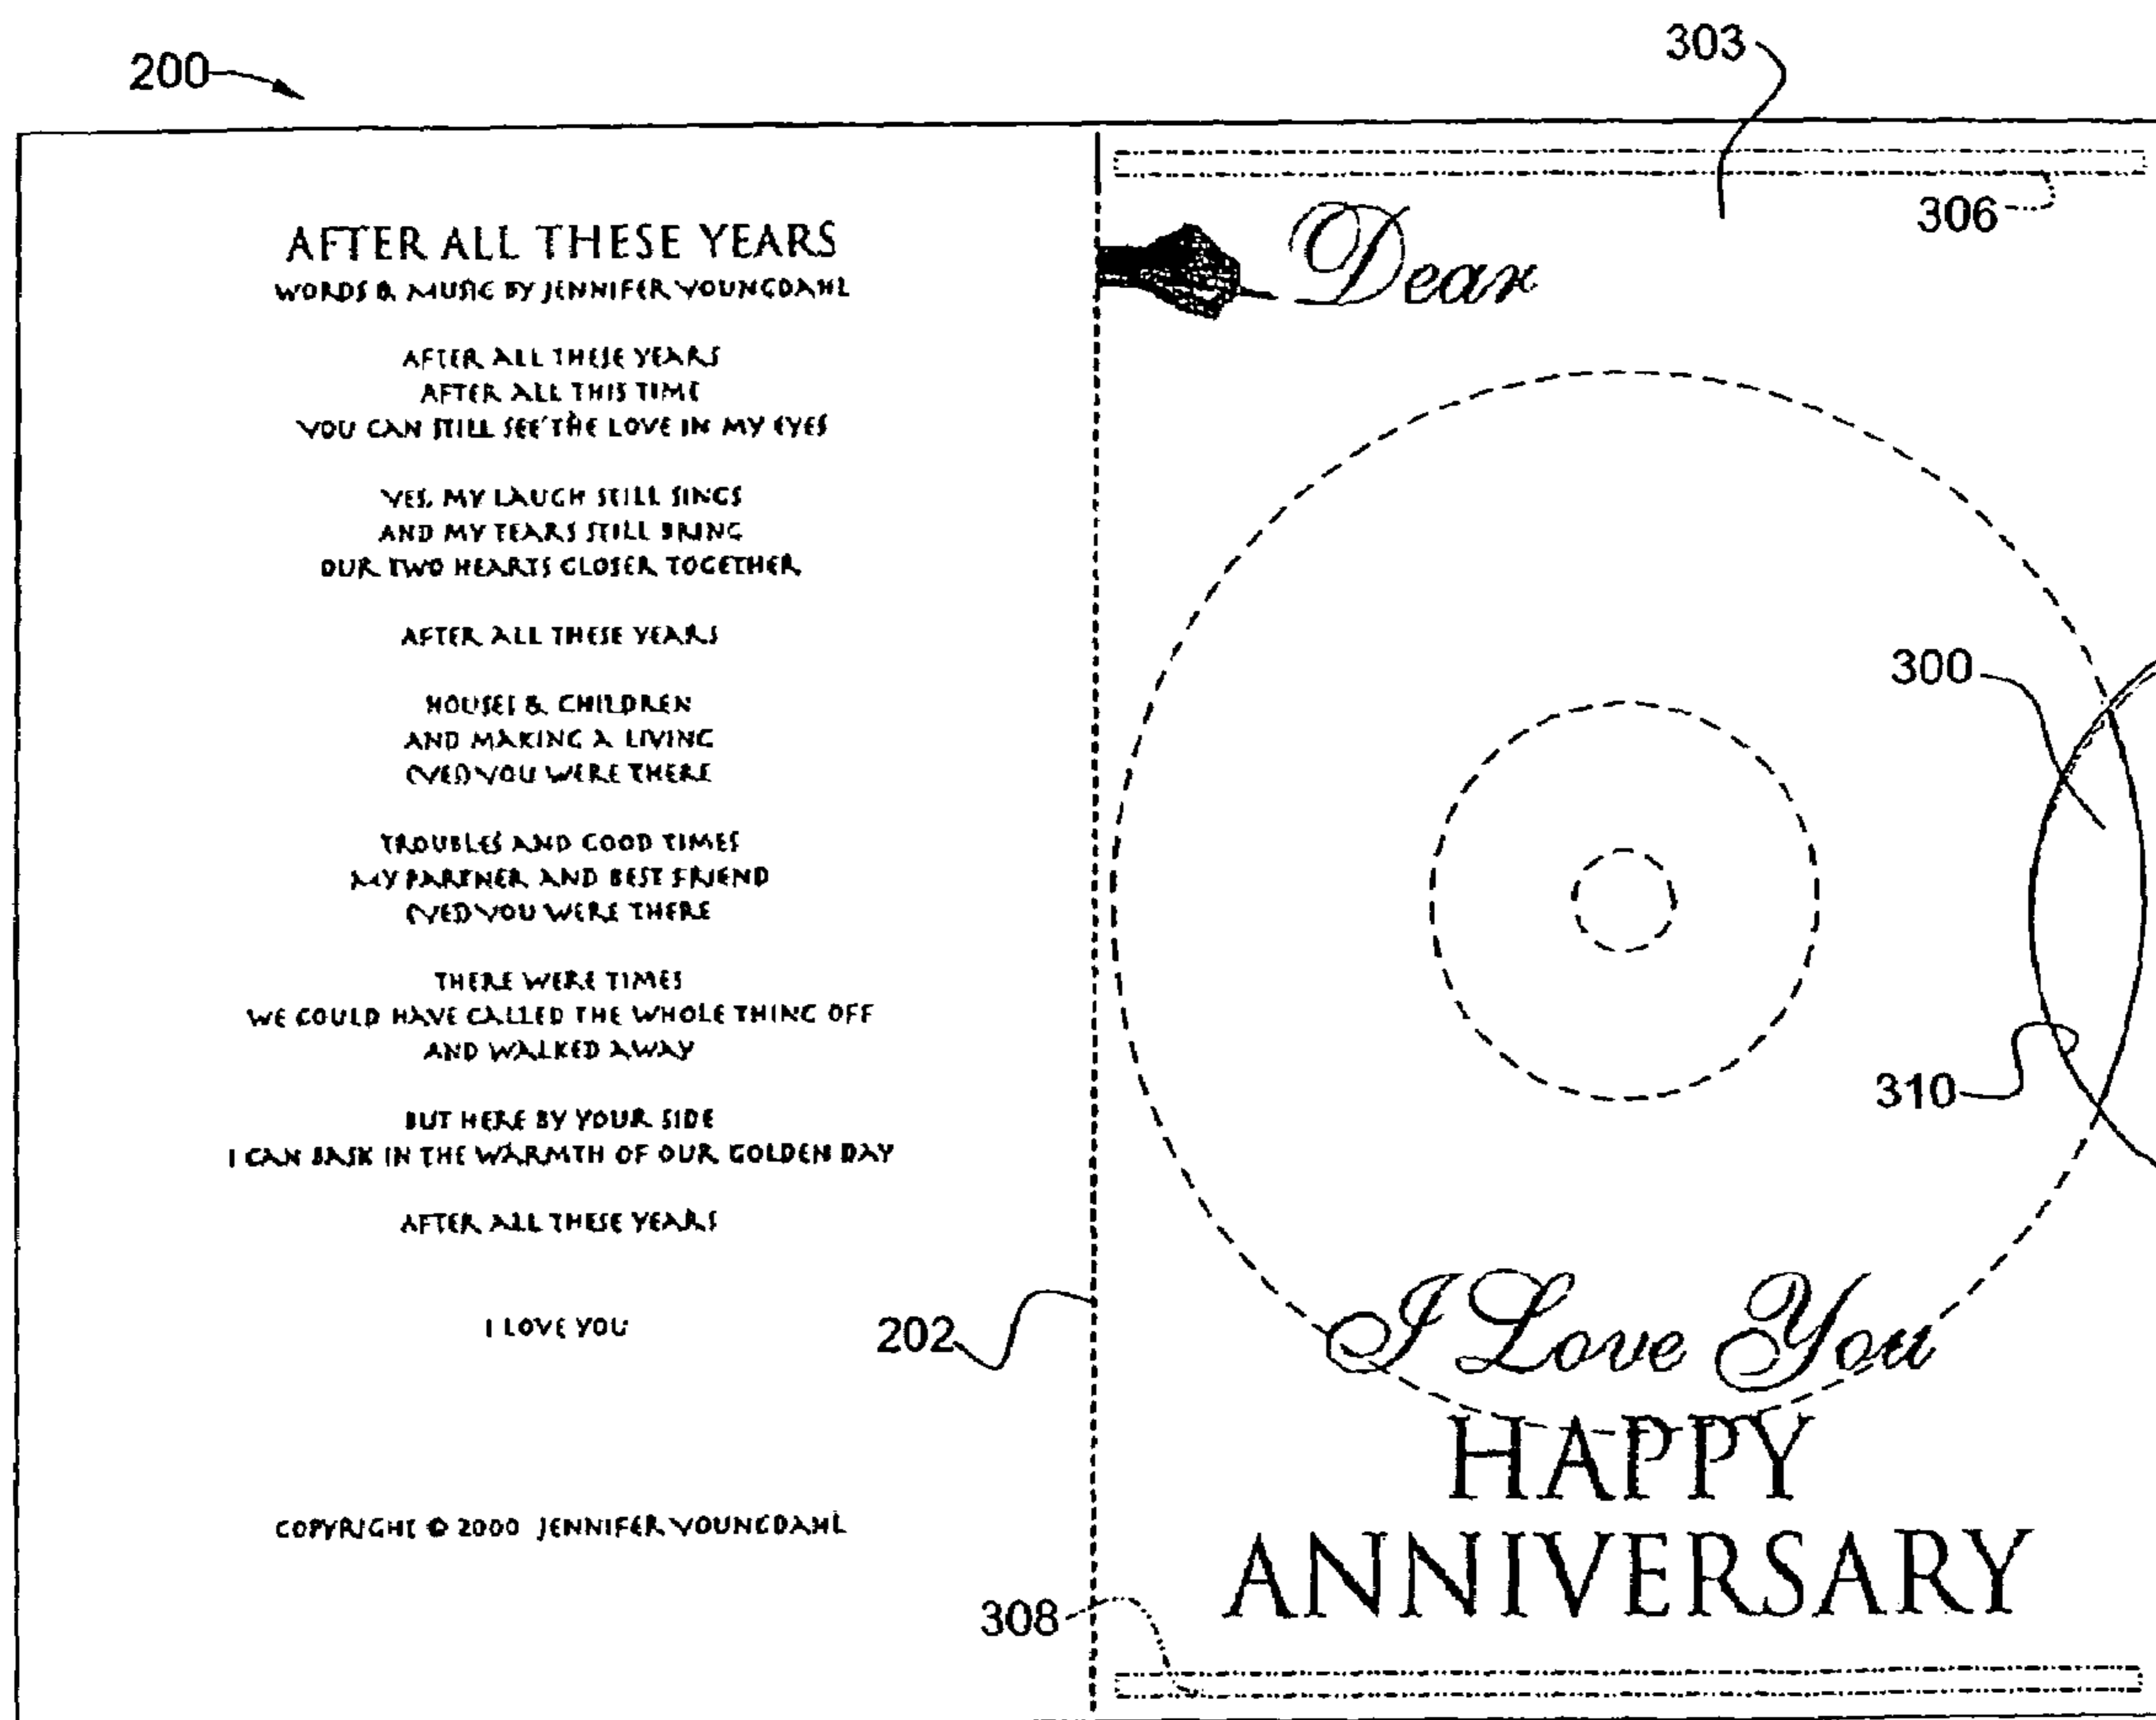 200
303
306
AFTER ALL THESE YEARS
WORDS & MUSIC BY JENNIFER YOUNGDAHL
AFTER ALL THESE YEARS
AFTER ALL THIS TIME
YOU CAN STILL SEE THE LOVE IN MY EYES
YES, MY LAUGH STILL SINGS
AND MY TEARS STILL BRING
OUR TWO HEARTS CLOSER TOGETHER
AFTER ALL THESE YEARS
HOUSES & CHILDREN
AND MAKING A LIVING
YOU WERE THERE
TROUBLES AND GOOD TIMES
MY PARTNER AND BEST FRIEND
YOU WERE THERE
THERE WERE TIMES
WE COULD HAVE CALLED THE WHOLE THING OFF
AND WALKED AWAY
BUT HERE BY YOUR SIDE
I CAN BASK IN THE WARMTH OF OUR GOLDEN DAY
AFTER ALL THESE YEARS
I LOVE YOU
COPYRIGHT © 2000 JENNIFER YOUNGDAHL
202
308
Dear
300
310
I Love You
HAPPY
ANNIVERSARY